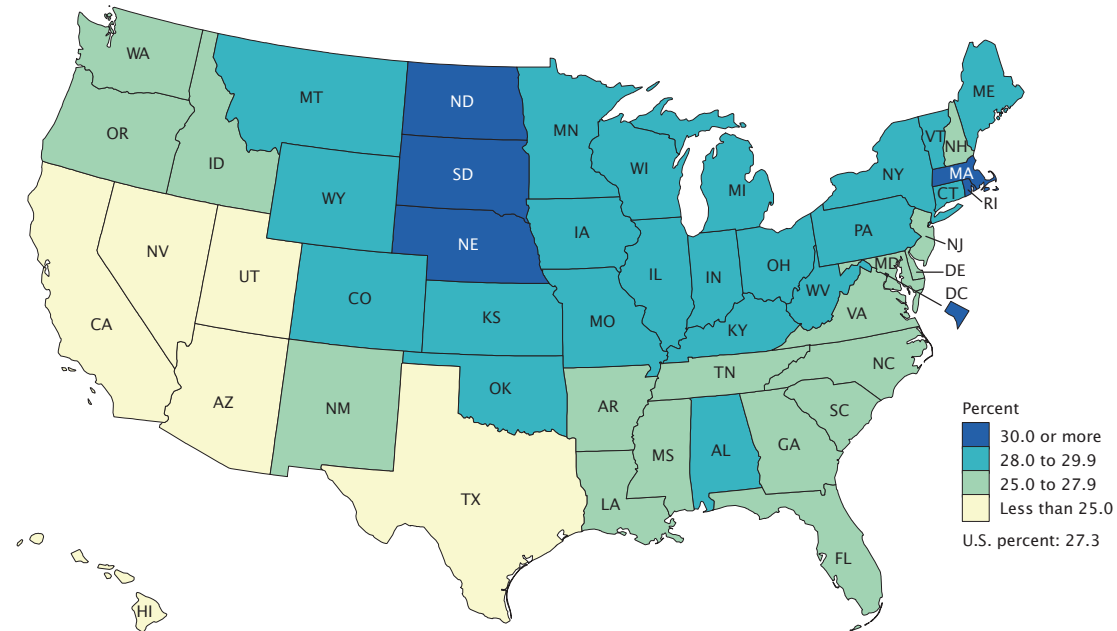 WA
MT
ND
ME
MN
OR
VT
NH
ID
SD
WI
MA
MI
NY
WY
CT
RI
IA
PA
NE
NJ
NV
UT
IL
IN
OH
MD
DE
CO
WV
DC
KS
MO
VA
CA
KY
NC
TN
OK
AZ
NM
AR
SC
GA
MS
AL
TX
LA
FL
HI
Percent
30.0 or more
28.0 to 29.9
25.0 to 27.9
Less than 25.0
U.S. percent: 27.3